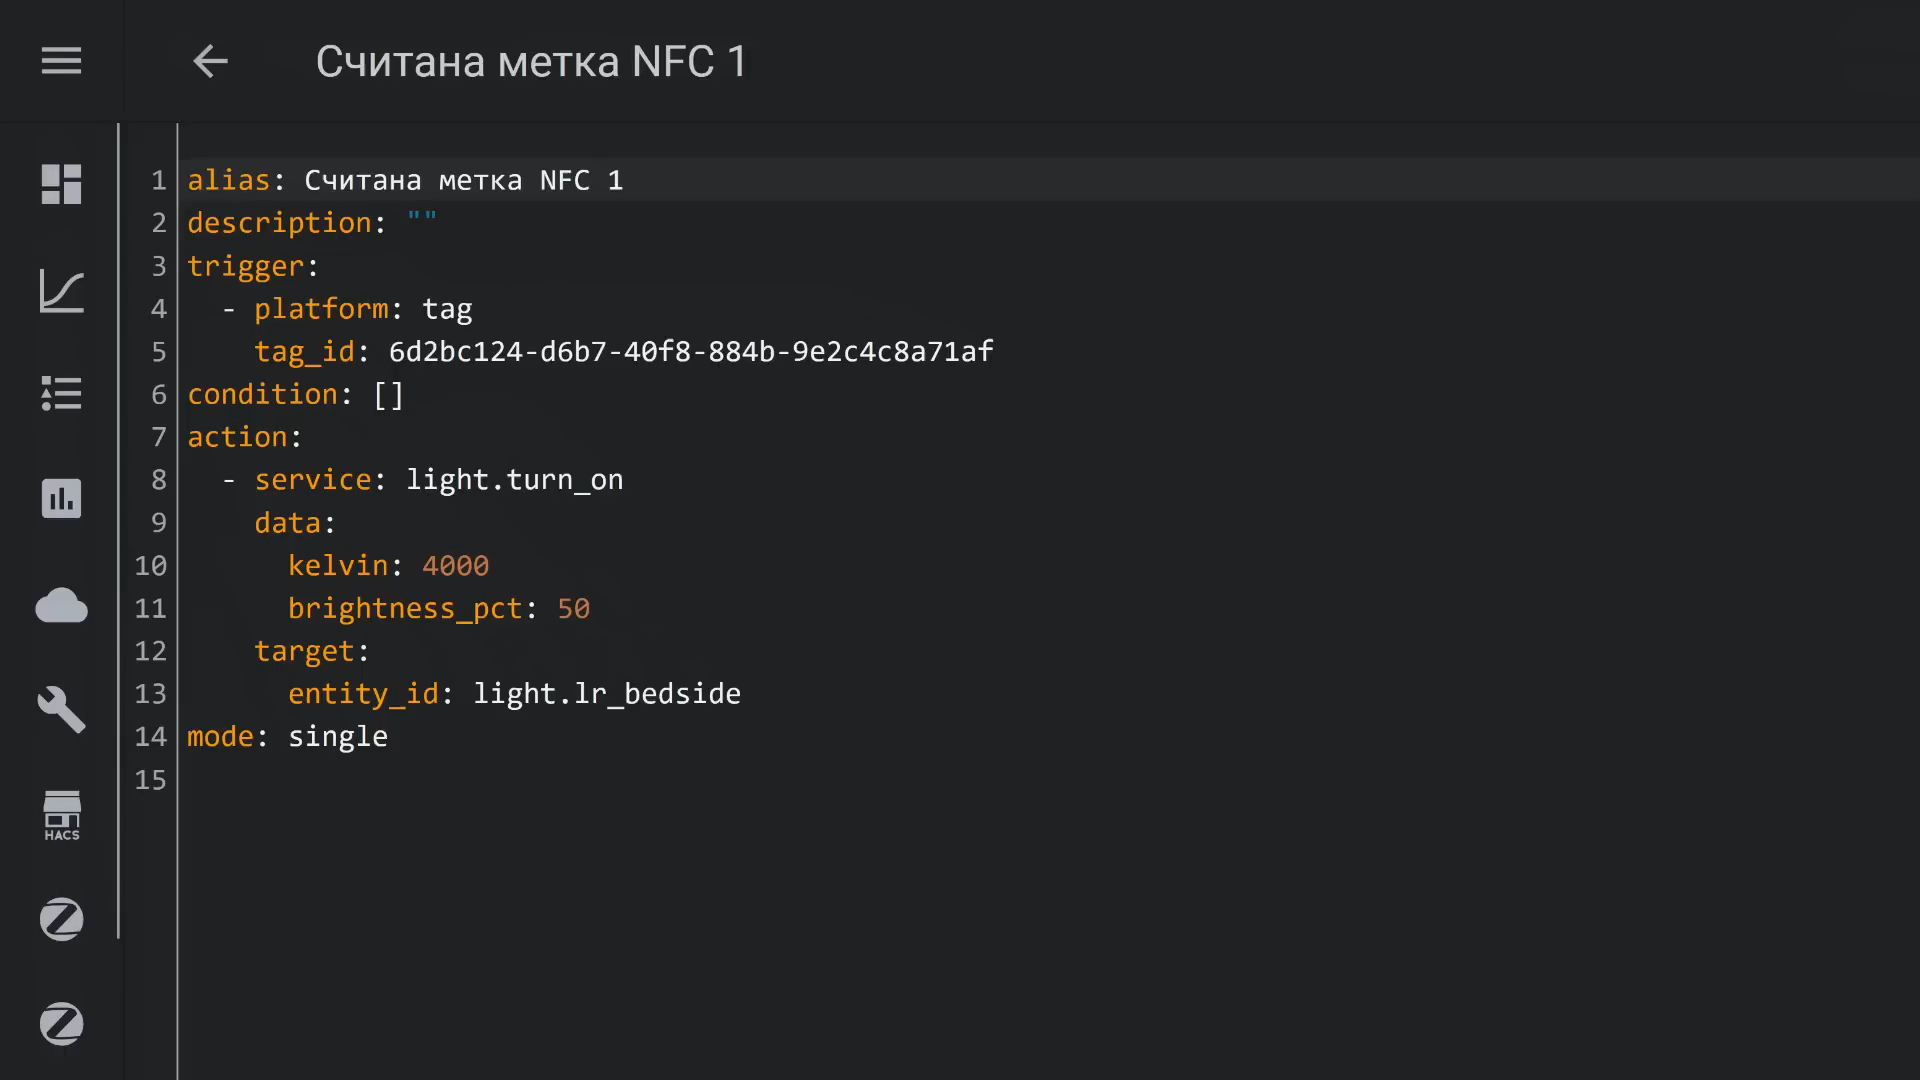 Считана метка NFC 1
1 alias: Считана метка NFC 1
2 description: ""
3 trigger:
4   - platform: tag
5     tag_id: 6d2bc124-d6b7-40f8-884b-9e2c4c8a71af
6 condition: []
7 action:
8   - service: light.turn_on
9     data:
10       kelvin: 4000
11       brightness_pct: 50
12     target:
13       entity_id: light.lr_bedside
14 mode: single
15
HACS